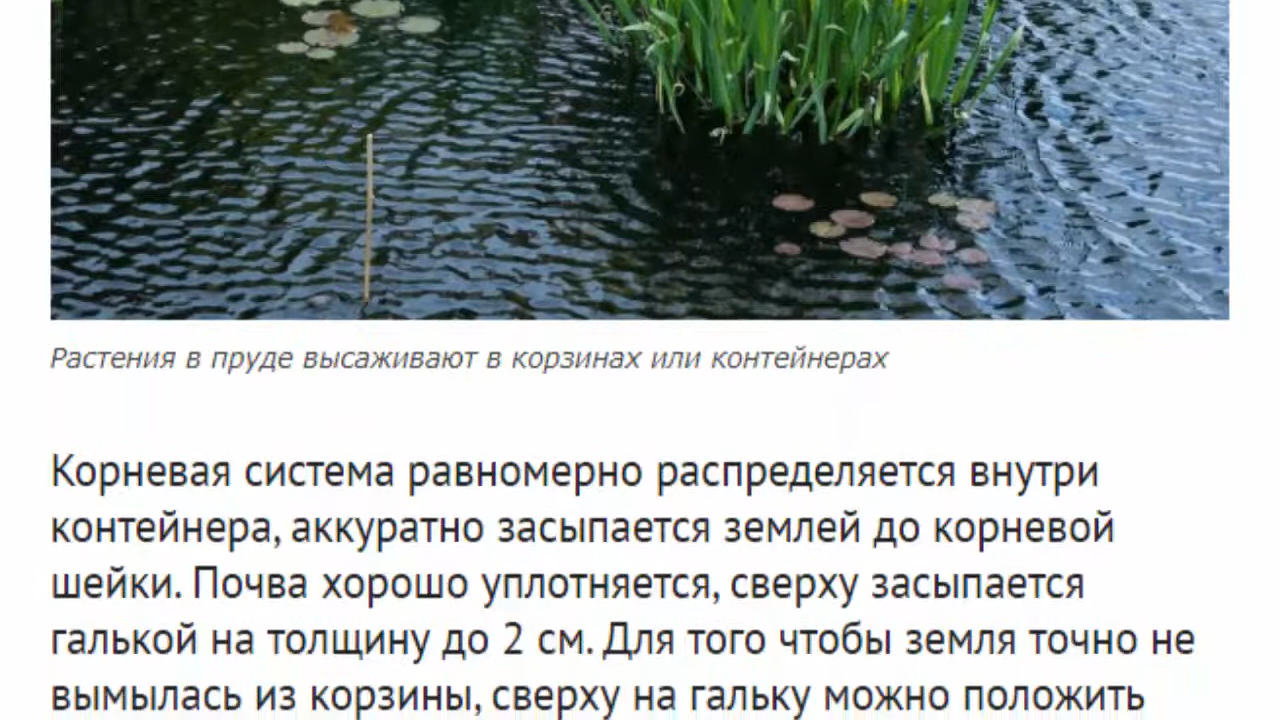 Растения в пруде высаживают в корзинах или контейнерах
Корневая система равномерно распределяется внутри
контейнера, аккуратно засыпается землей до корневой
шейки. Почва хорошо уплотняется, сверху засыпается
галькой на толщину до 2 см. Для того чтобы земля точно не
вымылась из корзины, сверху на гальку можно положить